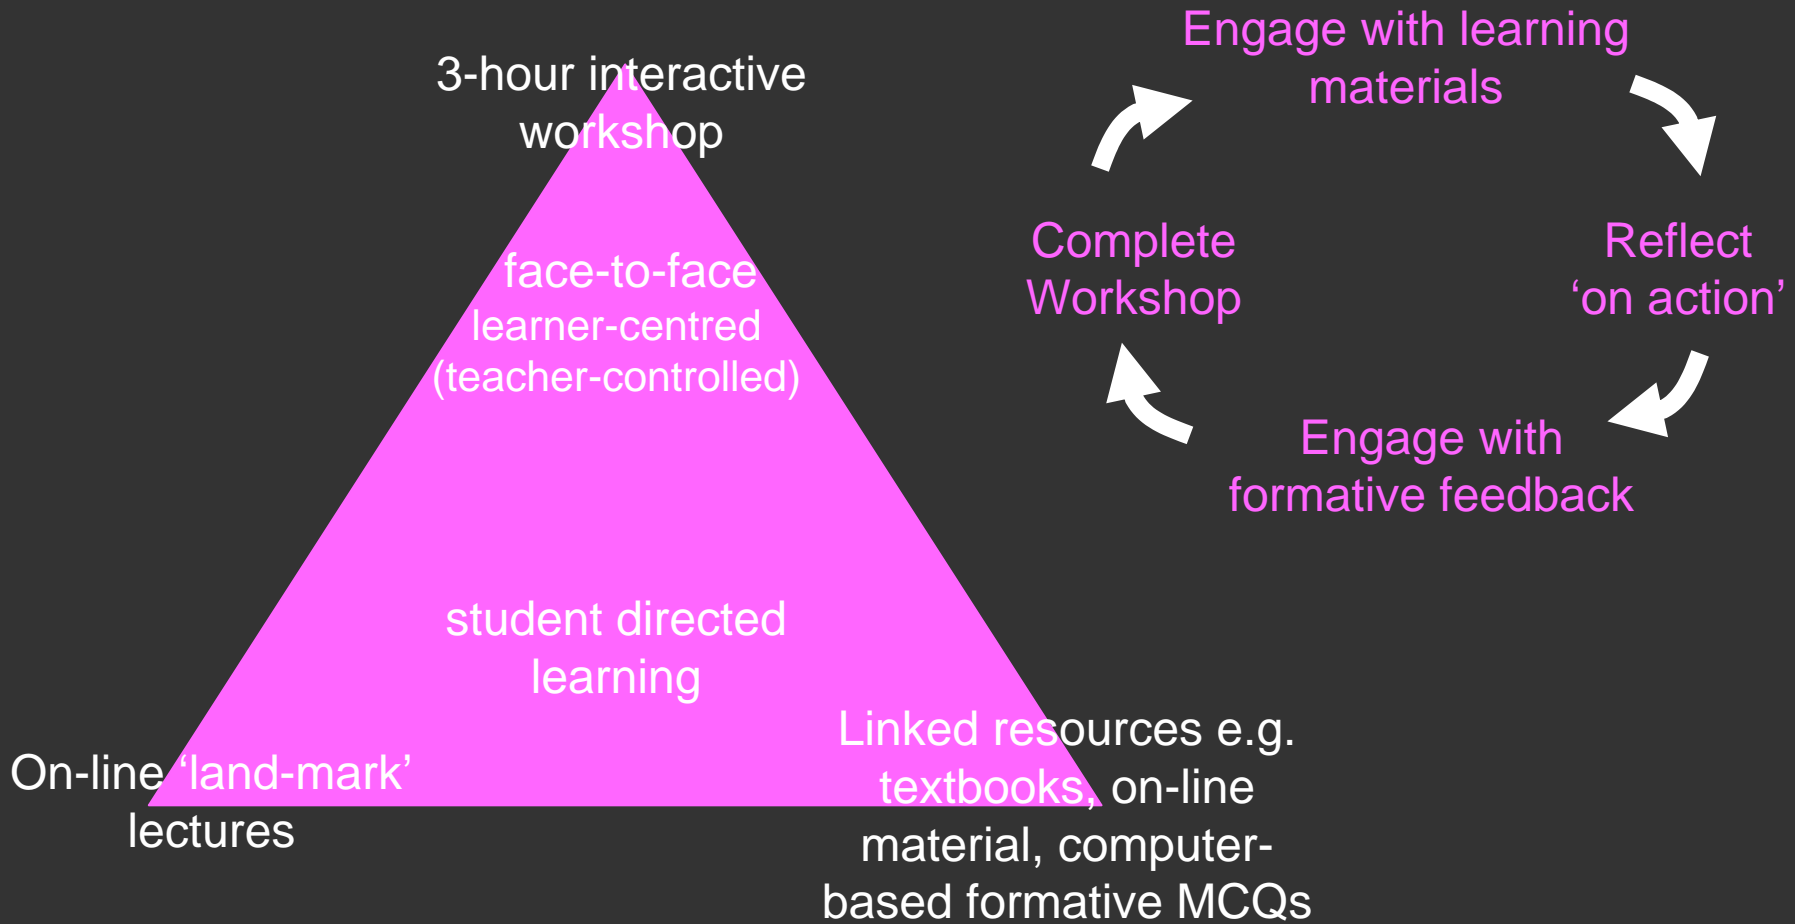 3-hour interactive
workshop
face-to-face
learner-centred
(teacher-controlled)
student directed
learning
On-line ‘land-mark’
lectures
Linked resources e.g.
textbooks, on-line
material, computer-
based formative MCQs
Engage with learning
materials
Reflect
‘on action’
Engage with
formative feedback
Complete
Workshop